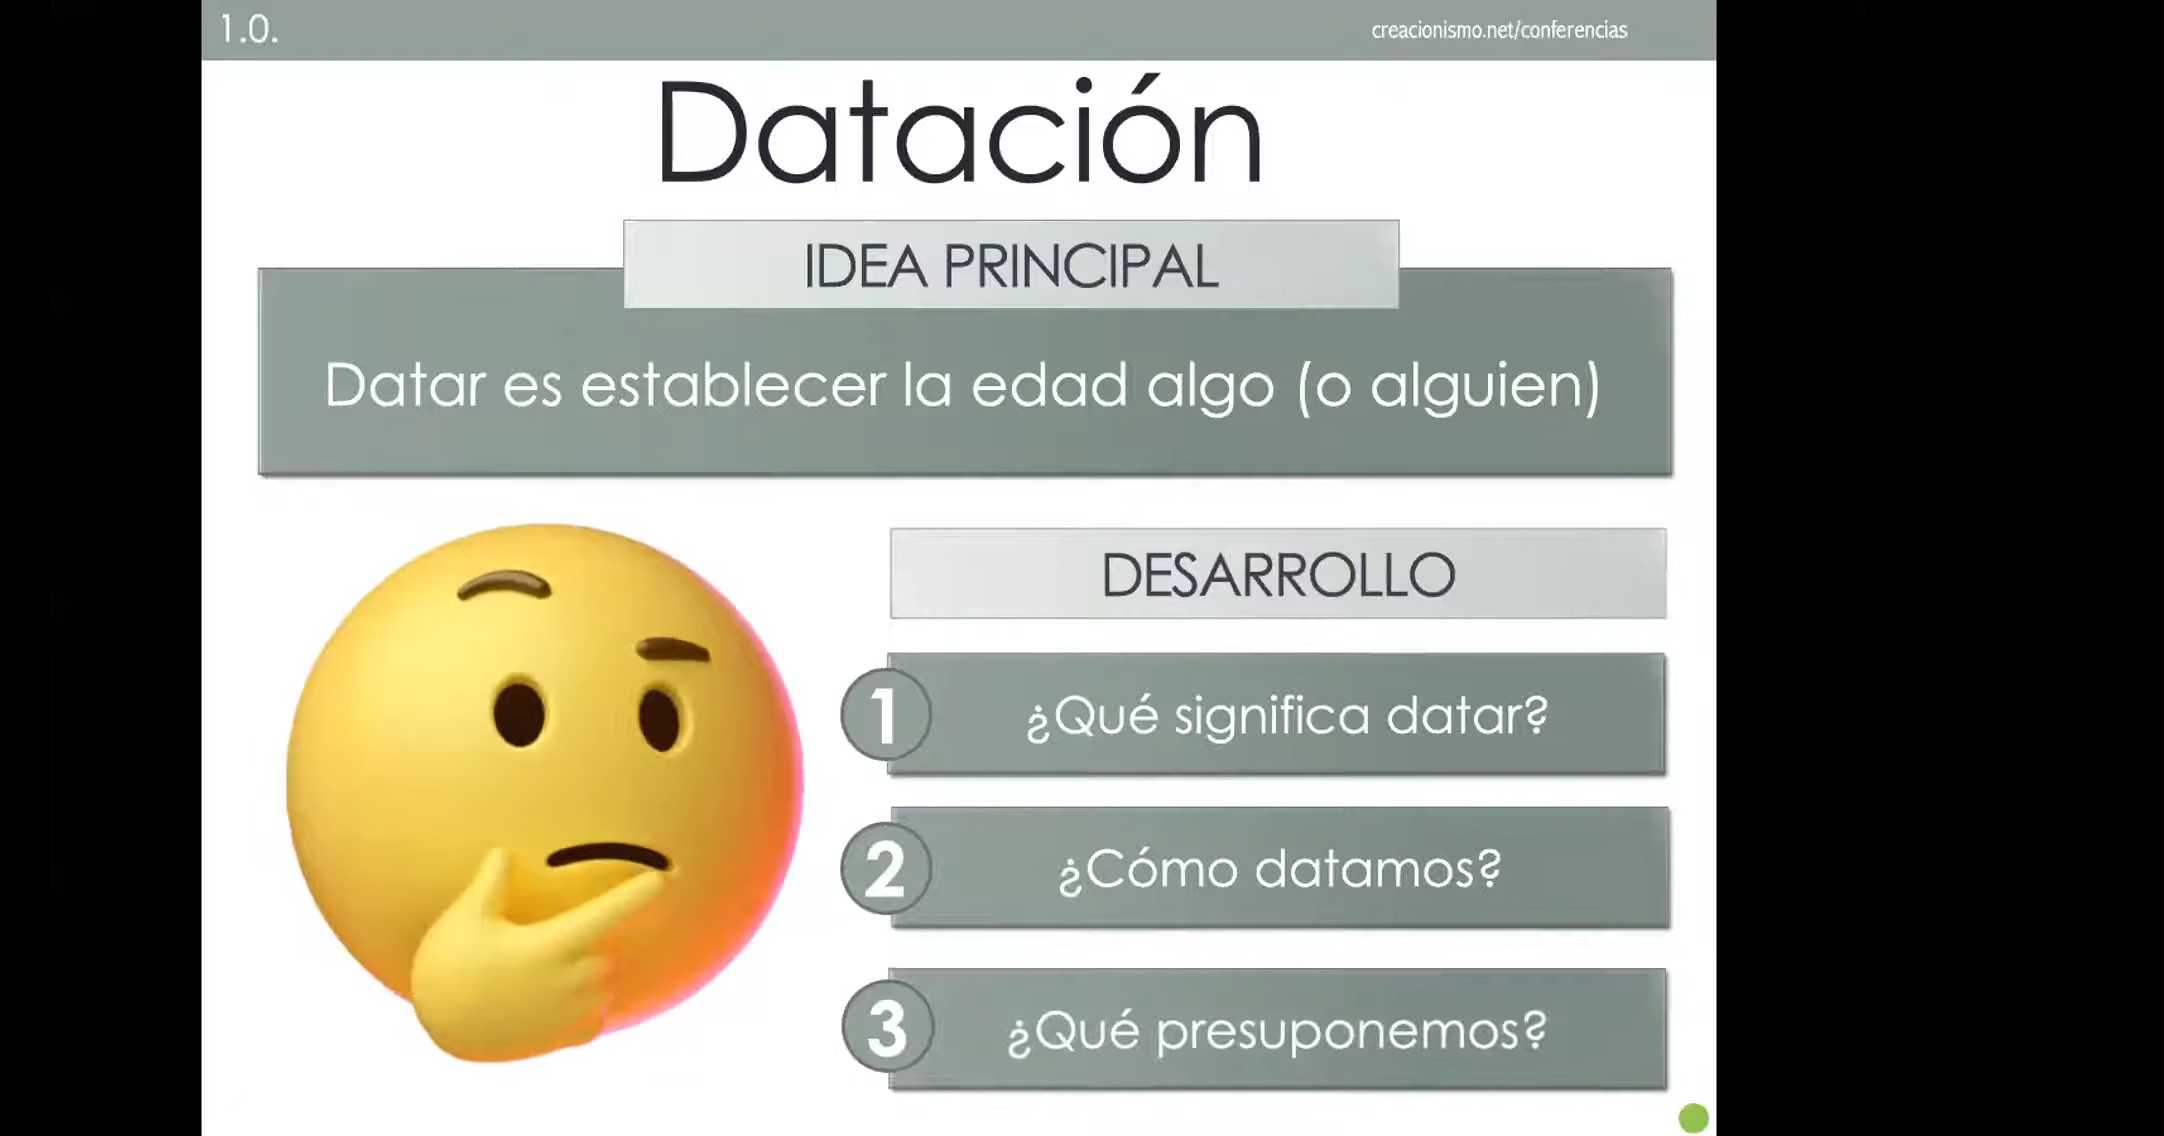 1.0.
creacionismo.net/conferencias
Datación
IDEA PRINCIPAL
Datar es establecer la edad algo (o alguien)
DESARROLLO
1 ¿Qué significa datar?
2 ¿Cómo datamos?
3 ¿Qué presuponemos?